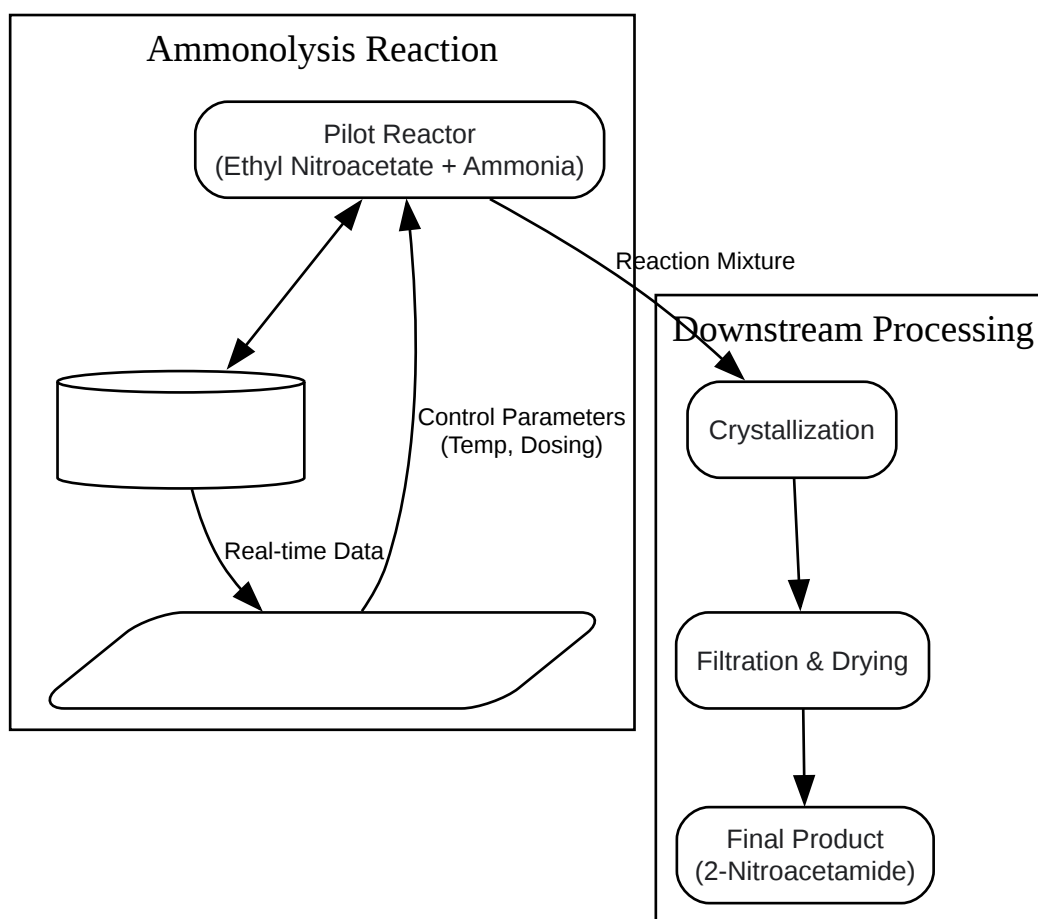 Ammonolysis Reaction
Pilot Reactor
(Ethyl Nitroacetate + Ammonia)
Reaction Mixture
Downstream Processing
Control Parameters
(Temp, Dosing)
Crystallization
Real-time Data
Filtration & Drying
Final Product
(2-Nitroacetamide)